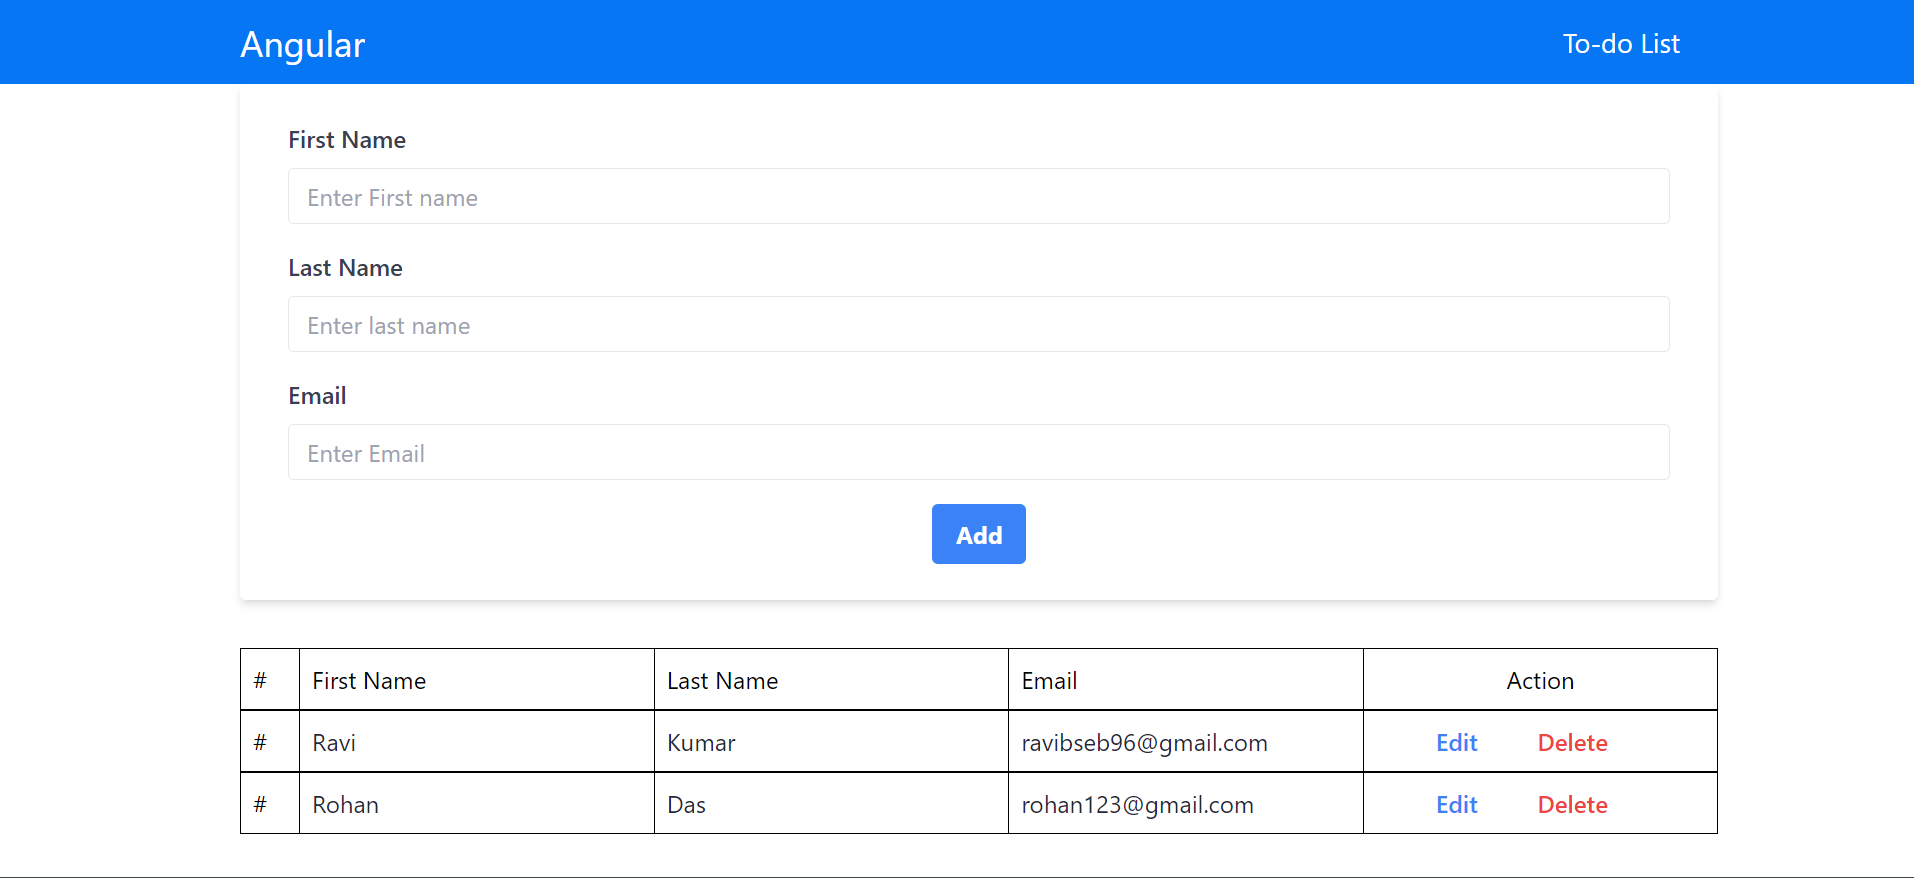 Angular To-do List
First Name
Enter First name
Last Name
Enter last name
Email
Enter Email
Add
# First Name Last Name Email Action
# Ravi Kumar ravibseb96@gmail.com Edit Delete
# Rohan Das rohan123@gmail.com Edit Delete